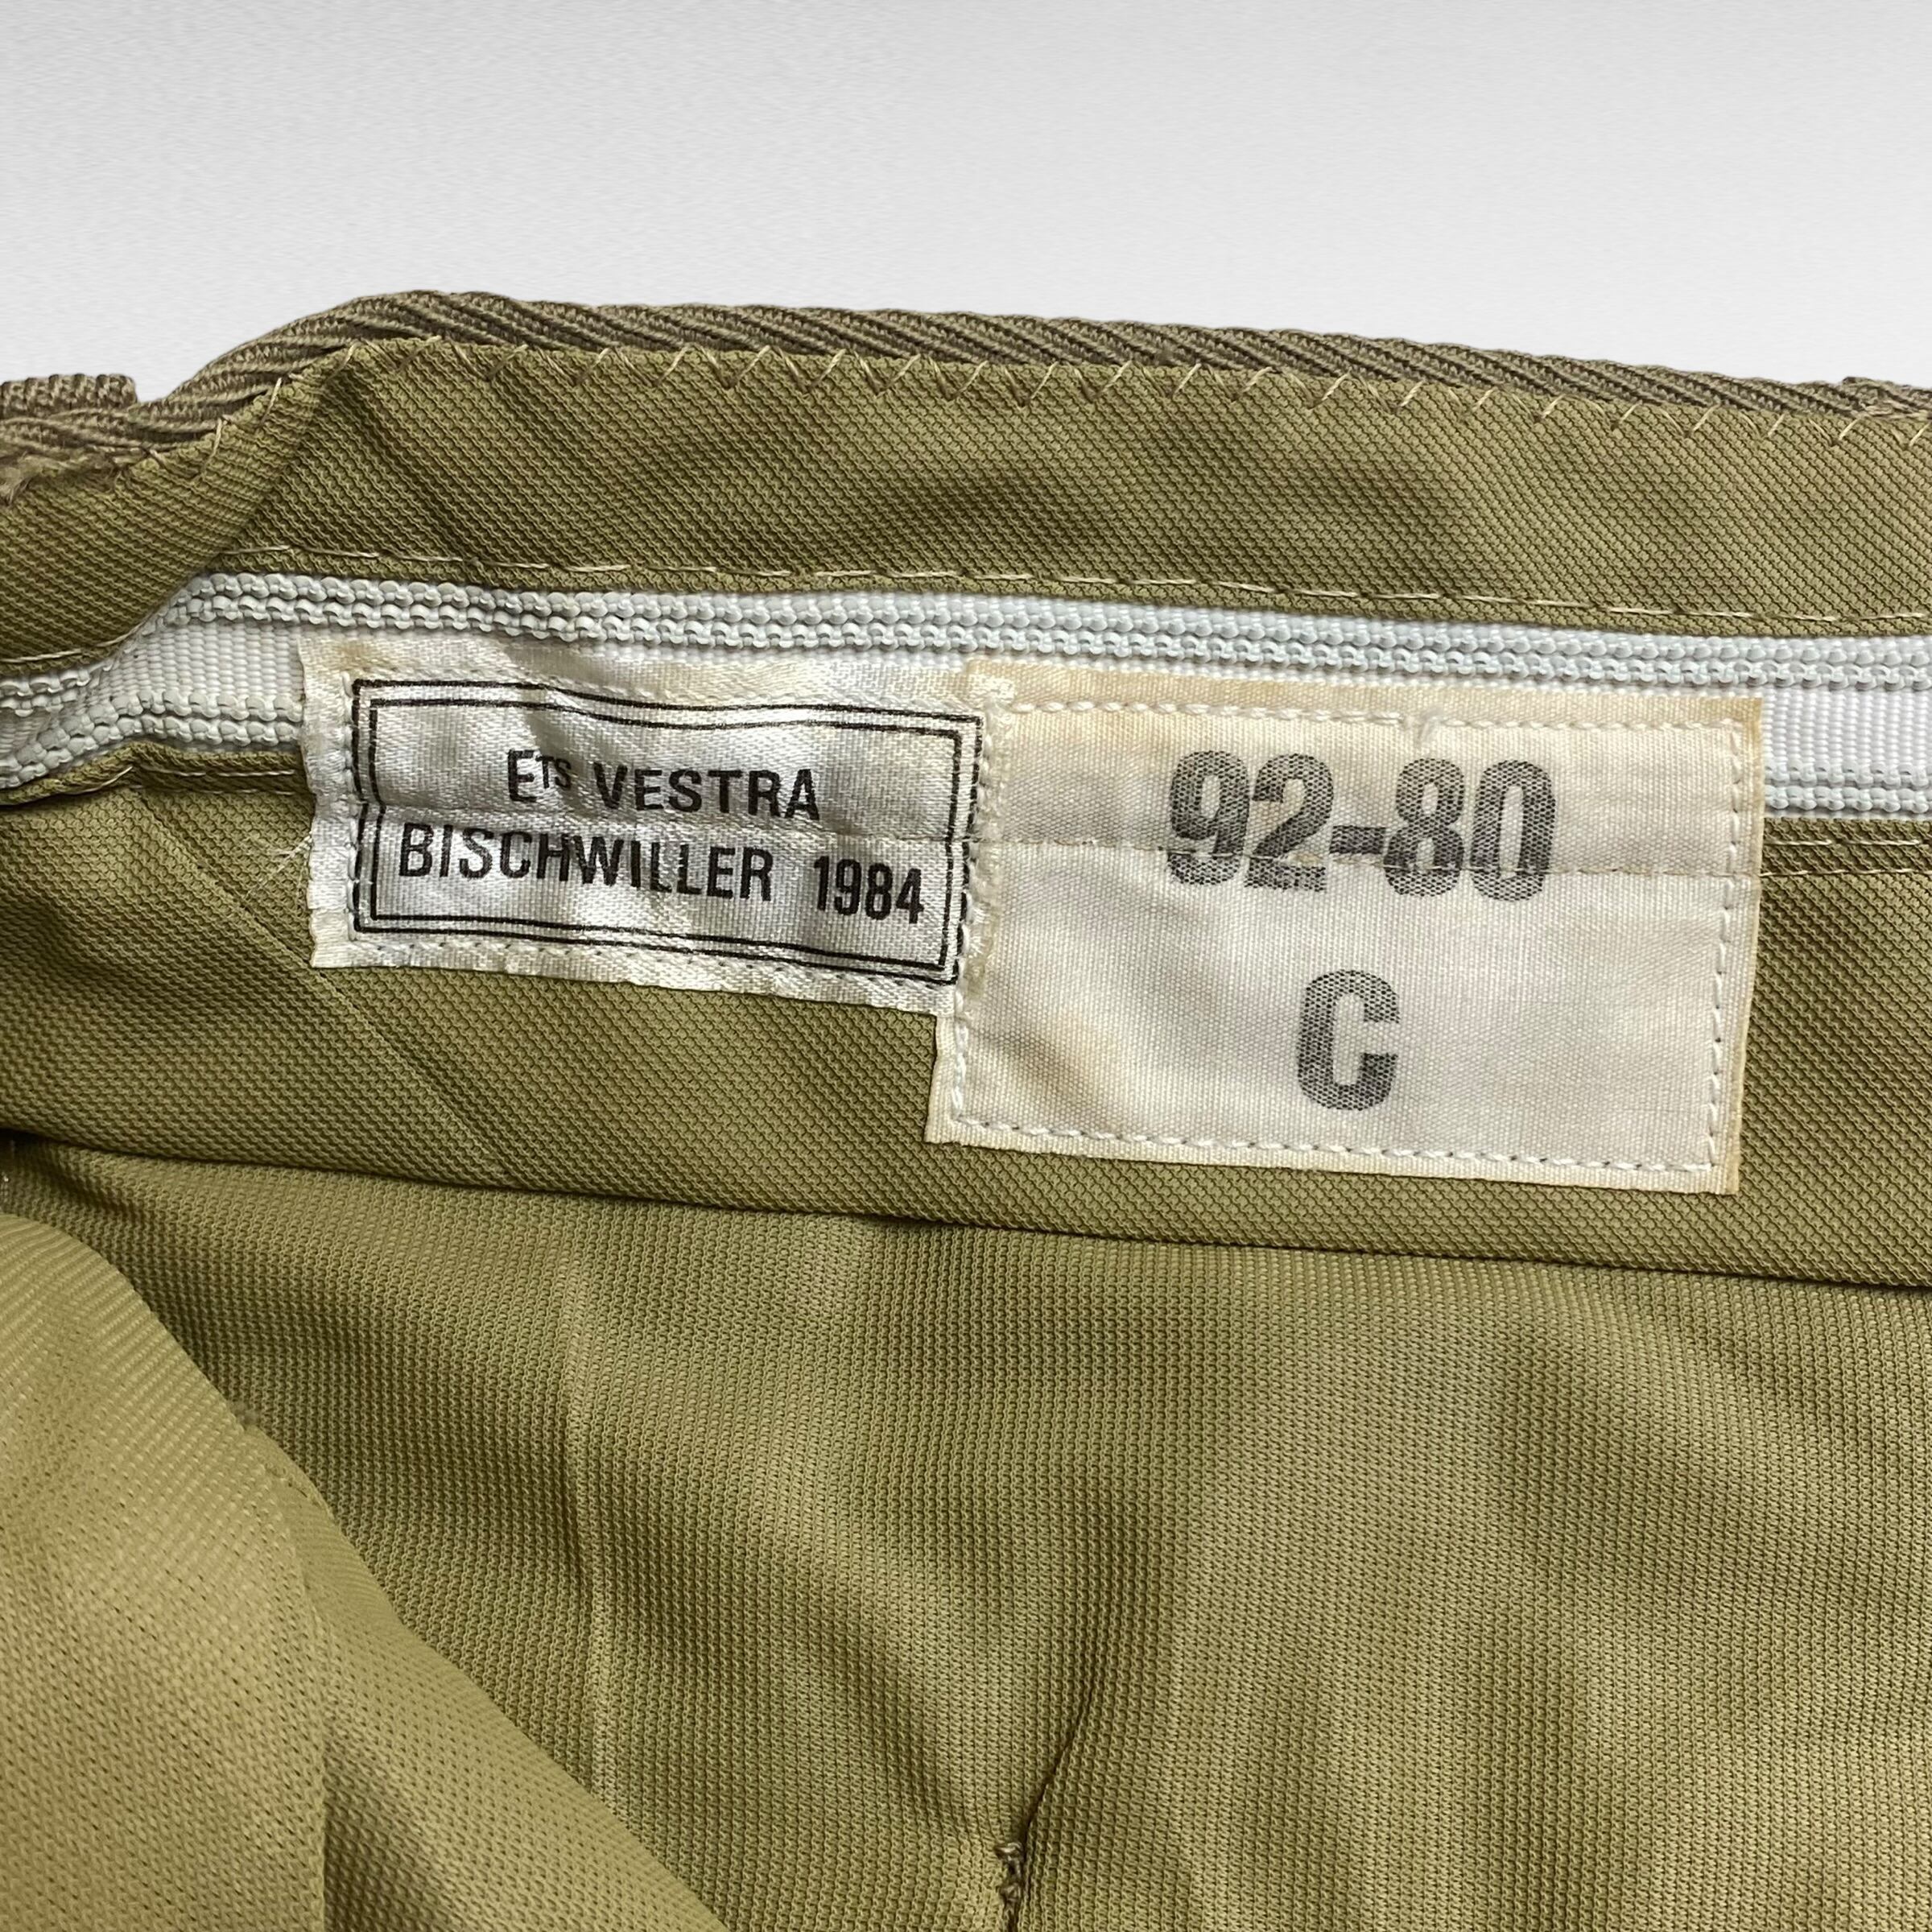 ETS VESTRA
BISCHWILLER 1984
92-80
C